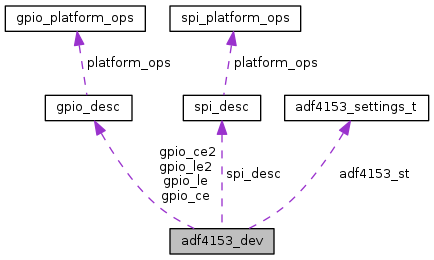 gpio_platform_ops
spi_platform_ops
platform_ops
platform_ops
gpio_desc
spi_desc
adf4153_settings_t
gpio_ce2
gpio_le2
gpio_le
gpio_ce
spi_desc
adf4153_st
adf4153_dev